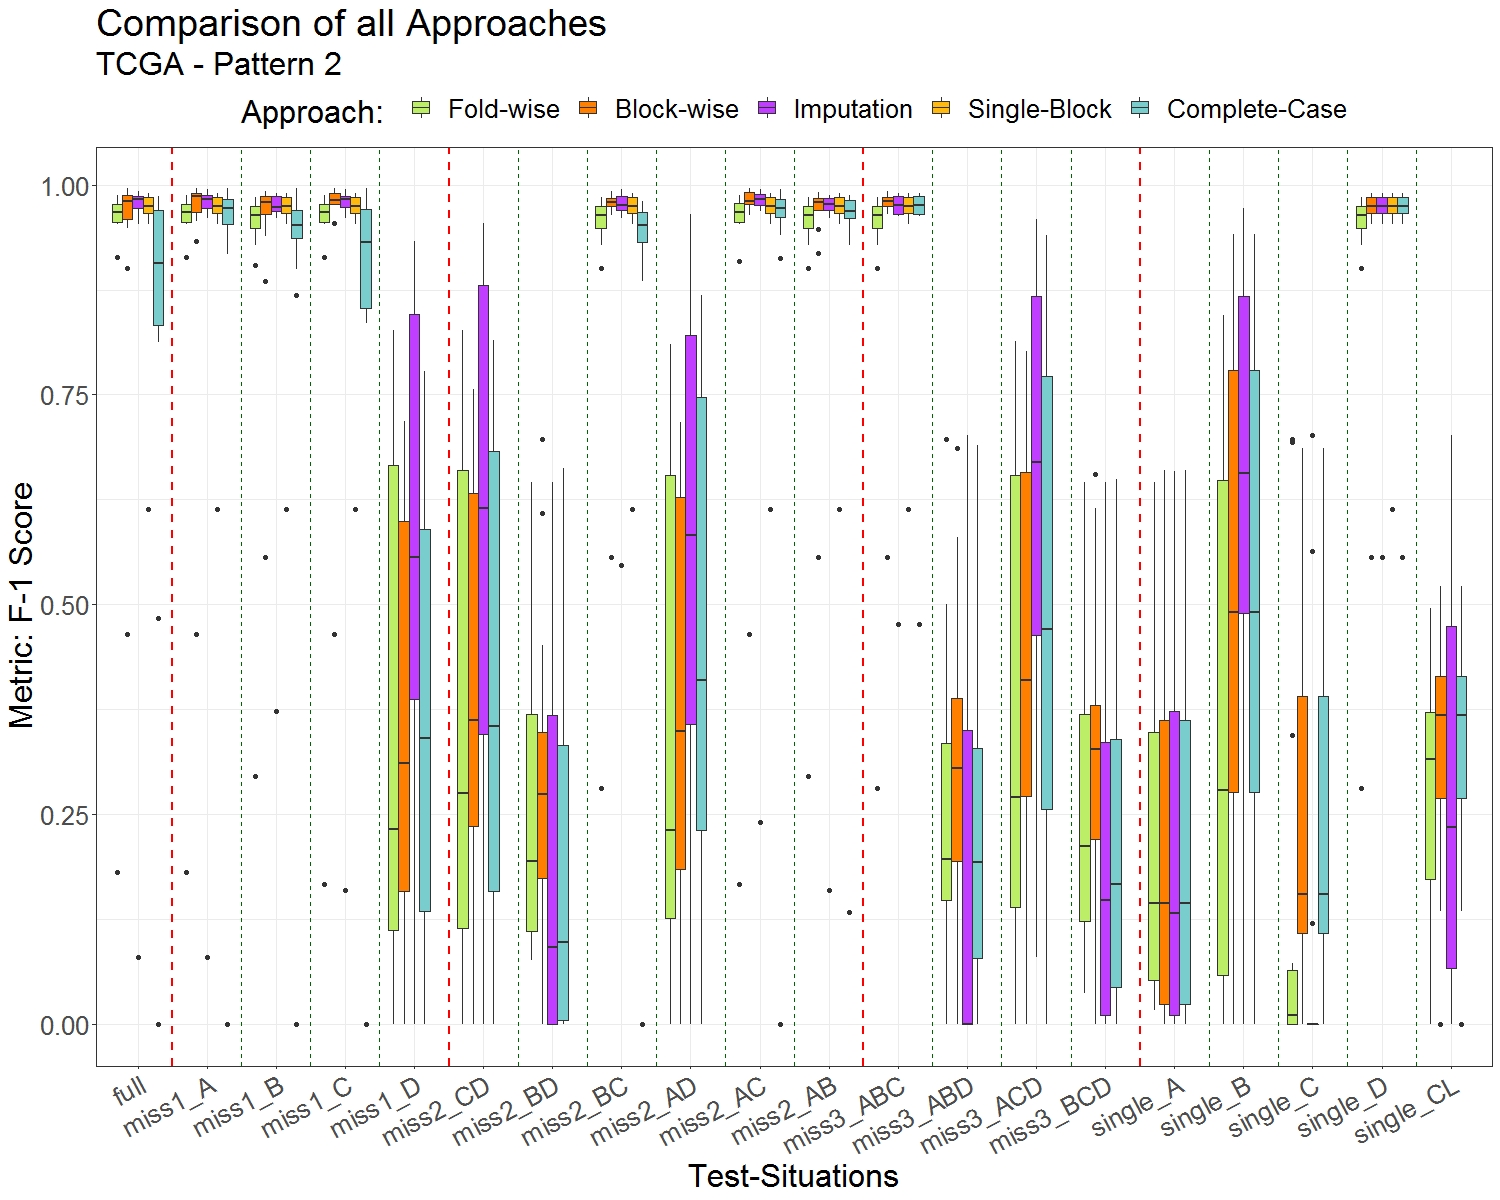 Comparison of all Approaches
TCGA - Pattern 2
Approach: Fold-wise Block-wise Imputation Single-Block Complete-Case
Metric: F-1 Score
1.00
0.75
0.50
0.25
0.00
full miss1_A miss1_B miss1_C miss1_D miss2_CD miss2_BD miss2_BC miss2_AD miss2_AC miss2_AB miss3_ABC miss3_ABD miss3_ACD miss3_BCD single_A single_B single_C single_D single_CL
Test-Situations